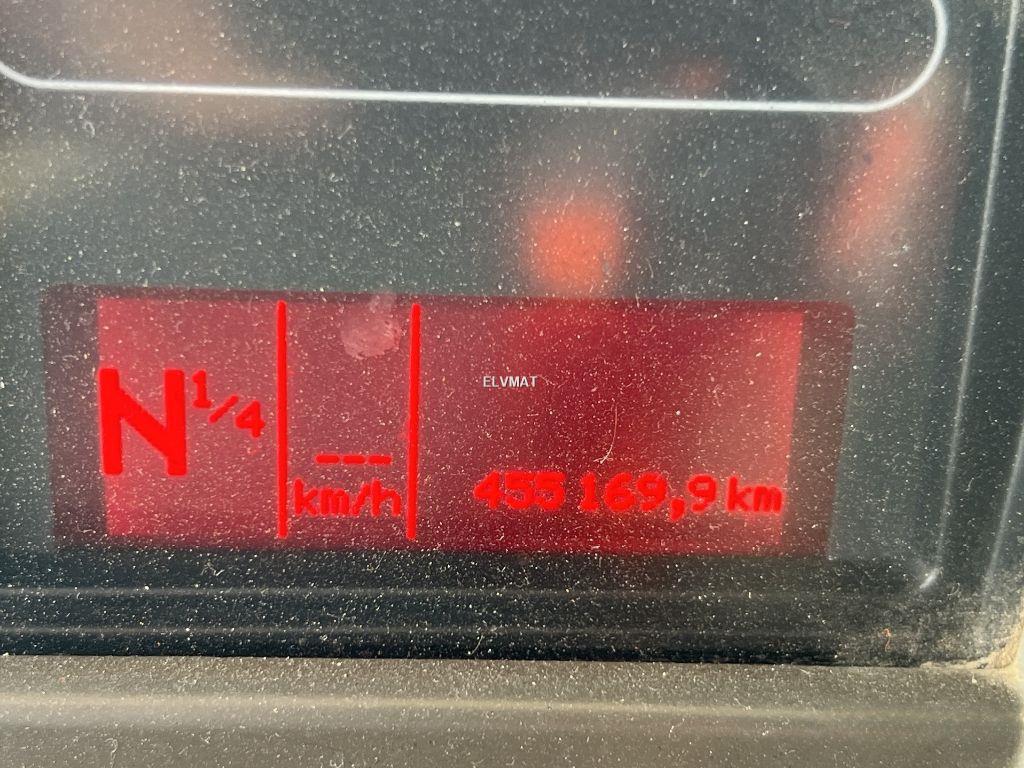 ELVMAT
N 1/4
---
km/h
455 169,9 km